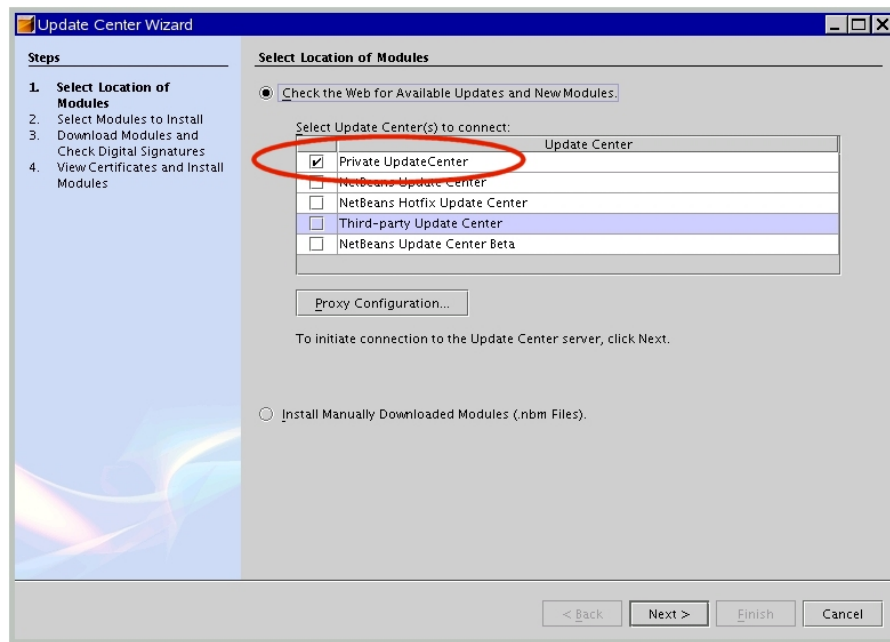 Update Center Wizard
Steps
1. Select Location of
Modules
2. Select Modules to Install
3. Download Modules and
Check Digital Signatures
4. View Certificates and Install
Modules
Select Location of Modules
Check the Web for Available Updates and New Modules.
Select Update Center(s) to connect:
Update Center
Private UpdateCenter
NetBeans Update Center
NetBeans Hotfix Update Center
Third-party Update Center
NetBeans Update Center Beta
Proxy Configuration...
To initiate connection to the Update Center server, click Next.
Install Manually Downloaded Modules (.nbm Files).
< Back Next > Finish Cancel